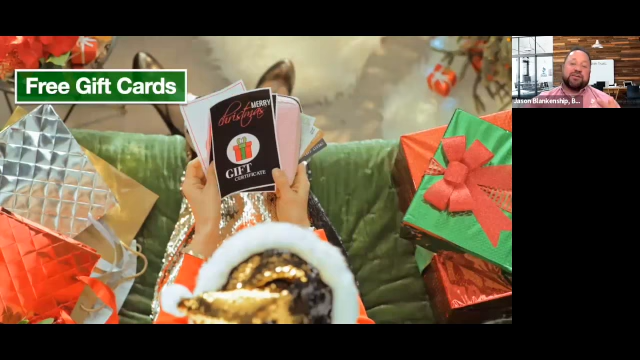 Free Gift Cards
MERRY
christmas
GIFT
CERTIFICATE
Jason Blankenship, B...